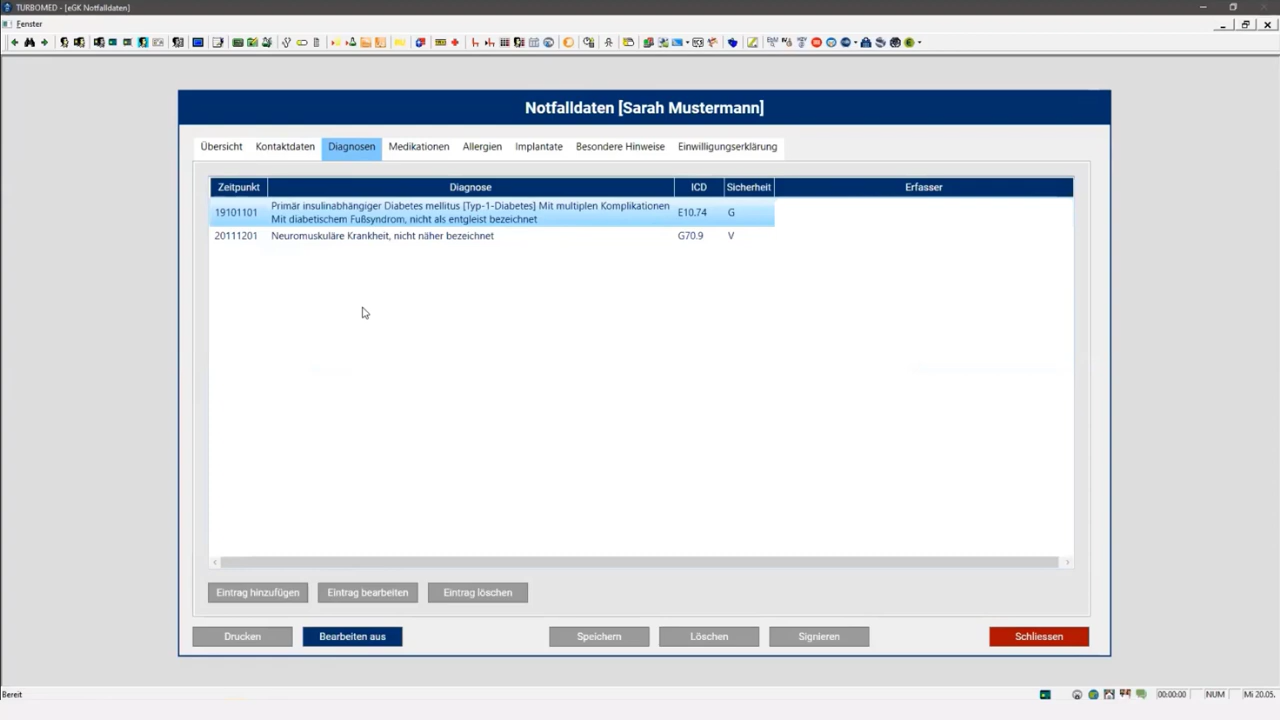 TURBOMED - [eGK Notfalldaten]
Fenster
Notfalldaten [Sarah Mustermann]
Übersicht Kontaktdaten Diagnosen Medikationen Allergien Implantate Besondere Hinweise Einwilligungserklärung
Zeitpunkt Diagnose ICD Sicherheit Erfasser
19101101 Primär insulinabhängiger Diabetes mellitus [Typ-1-Diabetes] Mit multiplen Komplikationen E10.74 G
Mit diabetischem Fußsyndrom, nicht als entgleist bezeichnet
20111201 Neuromuskuläre Krankheit, nicht näher bezeichnet G70.9 V
Eintrag hinzufügen Eintrag bearbeiten Eintrag löschen
Drucken Bearbeiten aus Speichern Löschen Signieren Schliessen
Bereit 00:00:00 NUM Mi 20.05.